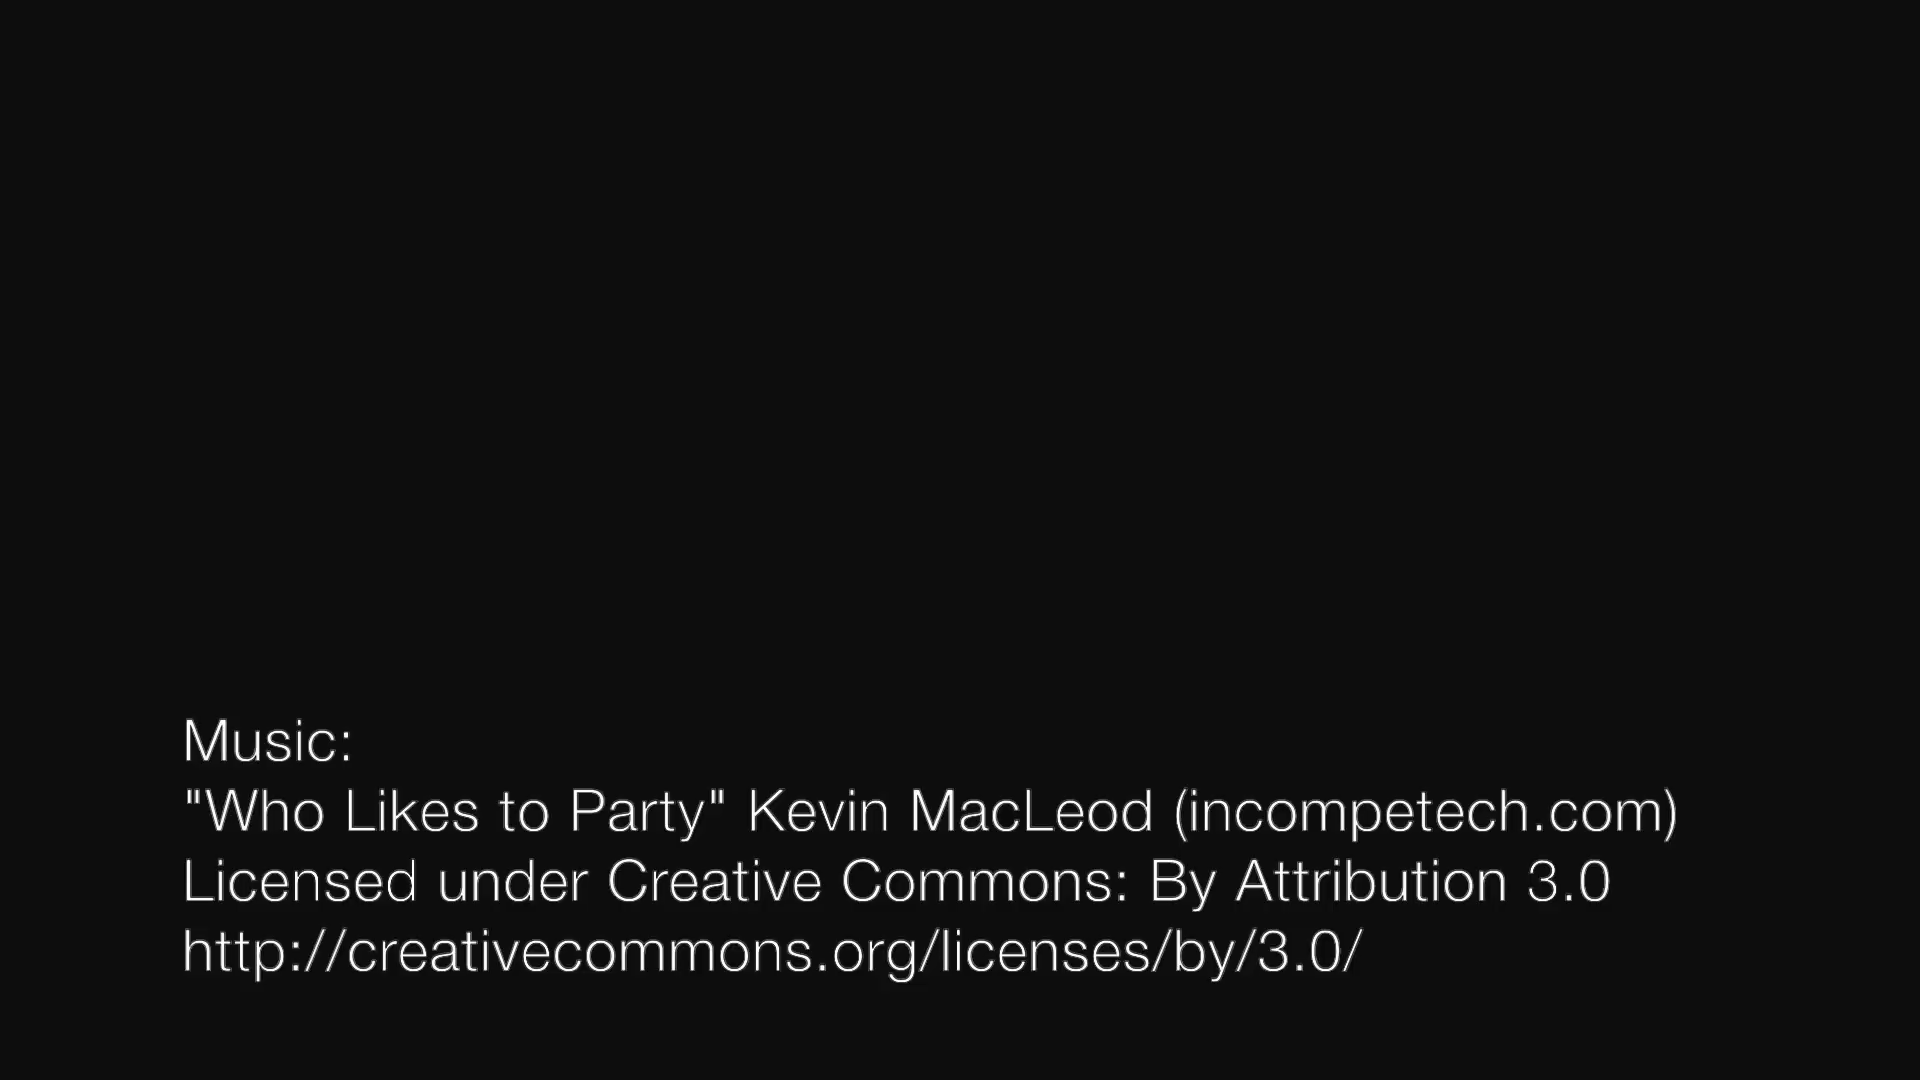 Music:
"Who Likes to Party" Kevin MacLeod (incompetech.com)
Licensed under Creative Commons: By Attribution 3.0
http://creativecommons.org/licenses/by/3.0/